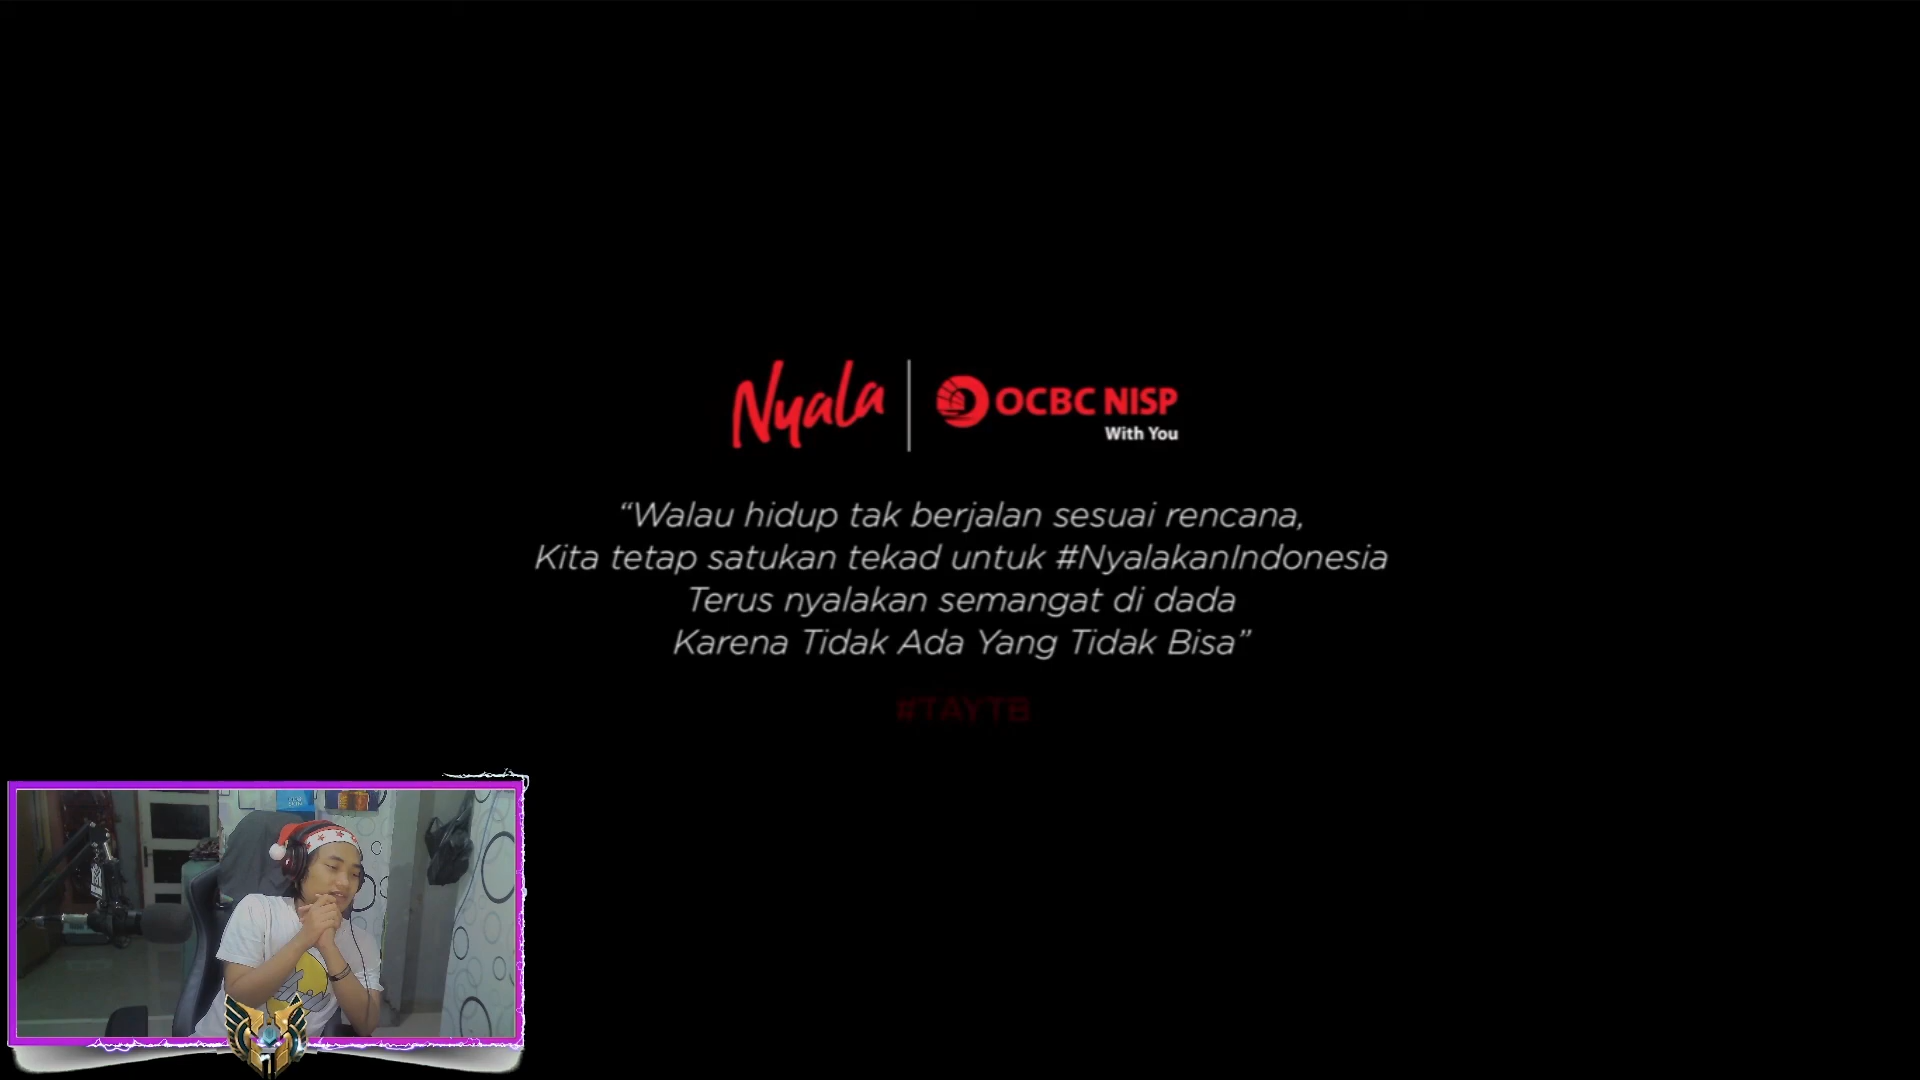 Nyala
OCBC NISP
With You
“Walau hidup tak berjalan sesuai rencana,
Kita tetap satukan tekad untuk #NyalakanIndonesia
Terus nyalakan semangat di dada
Karena Tidak Ada Yang Tidak Bisa”
#TAYTB